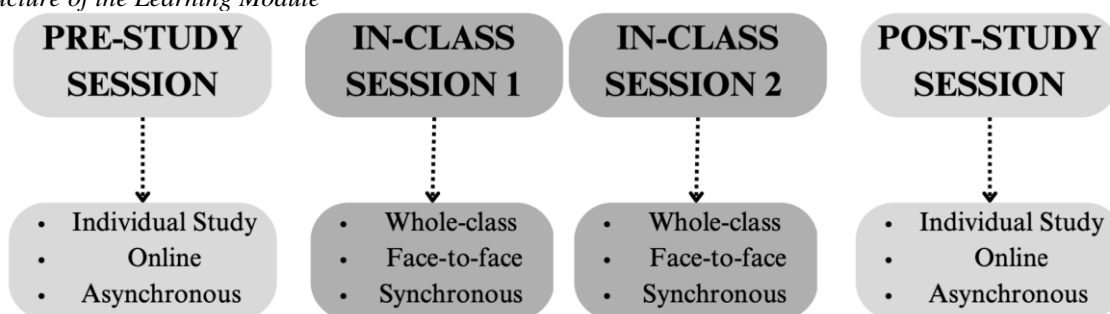 of the Learning Module
PRE-STUDY
SESSION
IN-CLASS
SESSION 1
IN-CLASS
SESSION 2
POST-STUDY
SESSION
• Individual Study
• Online
• Asynchronous
• Whole-class
• Face-to-face
• Synchronous
• Whole-class
• Face-to-face
• Synchronous
• Individual Study
• Online
• Asynchronous